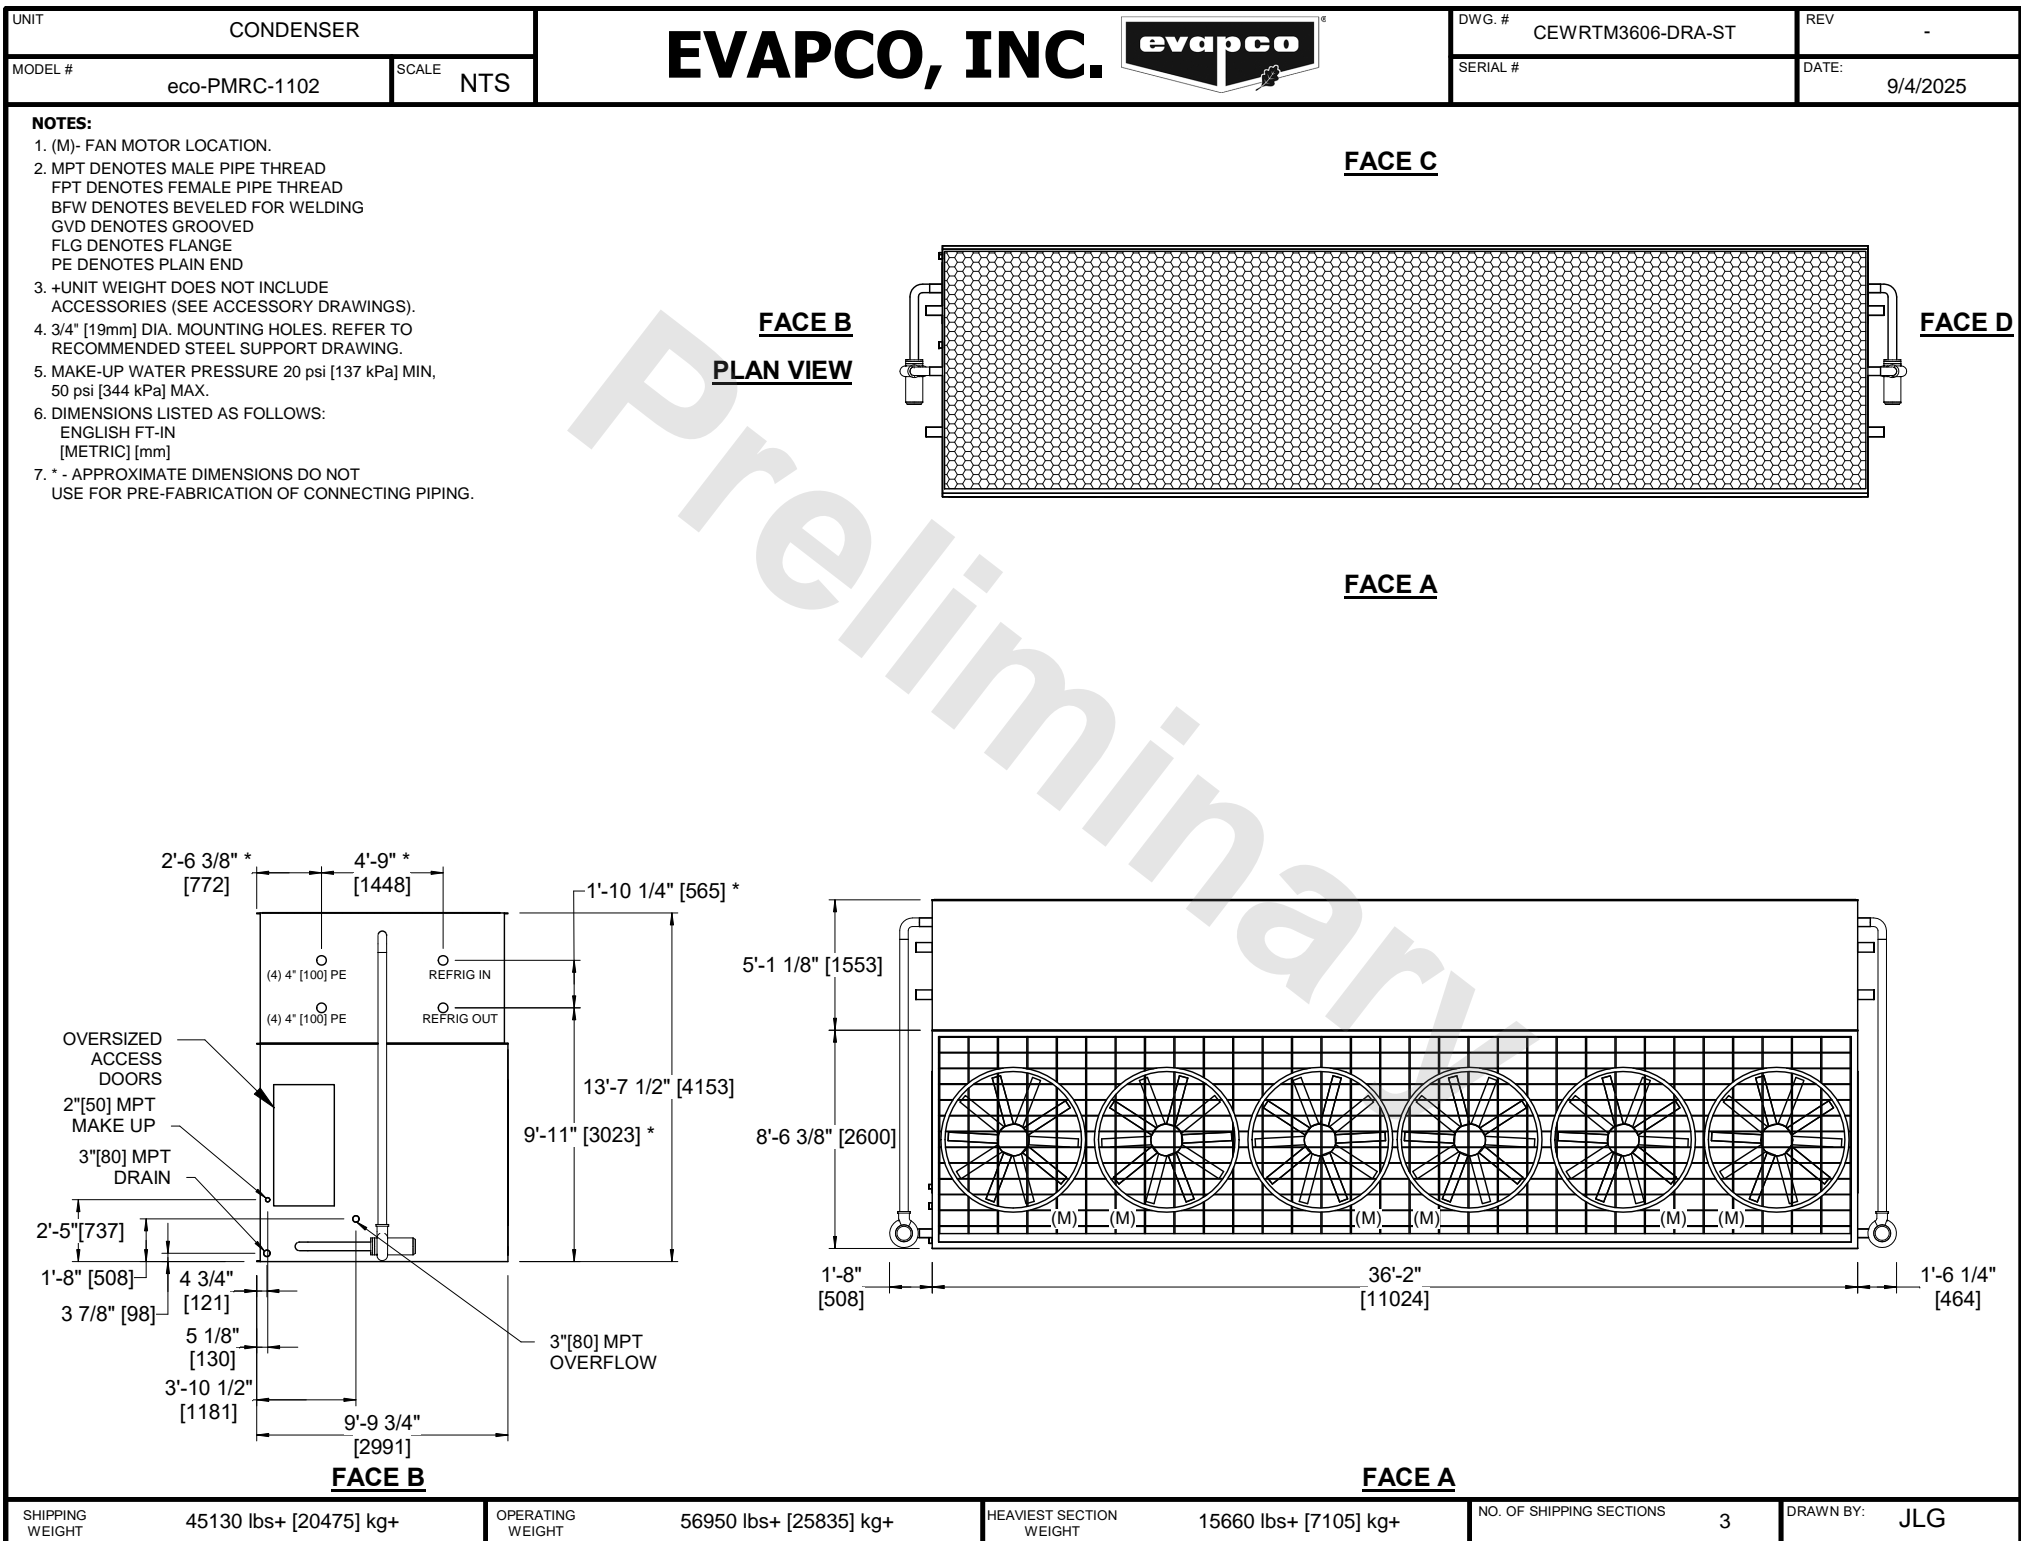 UNIT
CONDENSER
MODEL #
eco-PMRC-1102
SCALE
NTS
EVAPCO, INC.
evapco
®
DWG. #
CEWRTM3606-DRA-ST
REV
-
SERIAL #
DATE:
9/4/2025
NOTES:
1. (M)- FAN MOTOR LOCATION.
2. MPT DENOTES MALE PIPE THREAD
FPT DENOTES FEMALE PIPE THREAD
BFW DENOTES BEVELED FOR WELDING
GVD DENOTES GROOVED
FLG DENOTES FLANGE
PE DENOTES PLAIN END
3. +UNIT WEIGHT DOES NOT INCLUDE
ACCESSORIES (SEE ACCESSORY DRAWINGS).
4. 3/4" [19mm] DIA. MOUNTING HOLES. REFER TO
RECOMMENDED STEEL SUPPORT DRAWING.
5. MAKE-UP WATER PRESSURE 20 psi [137 kPa] MIN,
50 psi [344 kPa] MAX.
6. DIMENSIONS LISTED AS FOLLOWS:
ENGLISH FT-IN
[METRIC] [mm]
7. * - APPROXIMATE DIMENSIONS DO NOT
USE FOR PRE-FABRICATION OF CONNECTING PIPING.
FACE C
FACE B
PLAN VIEW
FACE D
FACE A
Preliminary
2'-6 3/8" *
[772]
4'-9" *
[1448]
1'-10 1/4" [565] *
(4) 4" [100] PE
REFRIG IN
(4) 4" [100] PE
REFRIG OUT
OVERSIZED
ACCESS
DOORS
2"[50] MPT
MAKE UP
3"[80] MPT
DRAIN
13'-7 1/2" [4153]
9'-11" [3023] *
2'-5"[737]
1'-8" [508]
3 7/8" [98]
4 3/4"
[121]
5 1/8"
[130]
3'-10 1/2"
[1181]
9'-9 3/4"
[2991]
3"[80] MPT
OVERFLOW
FACE B
5'-1 1/8" [1553]
8'-6 3/8" [2600]
(M) (M) (M) (M) (M) (M)
1'-8"
[508]
36'-2"
[11024]
1'-6 1/4"
[464]
FACE A
SHIPPING
WEIGHT
45130 lbs+ [20475] kg+
OPERATING
WEIGHT
56950 lbs+ [25835] kg+
HEAVIEST SECTION
WEIGHT
15660 lbs+ [7105] kg+
NO. OF SHIPPING SECTIONS
3
DRAWN BY:
JLG